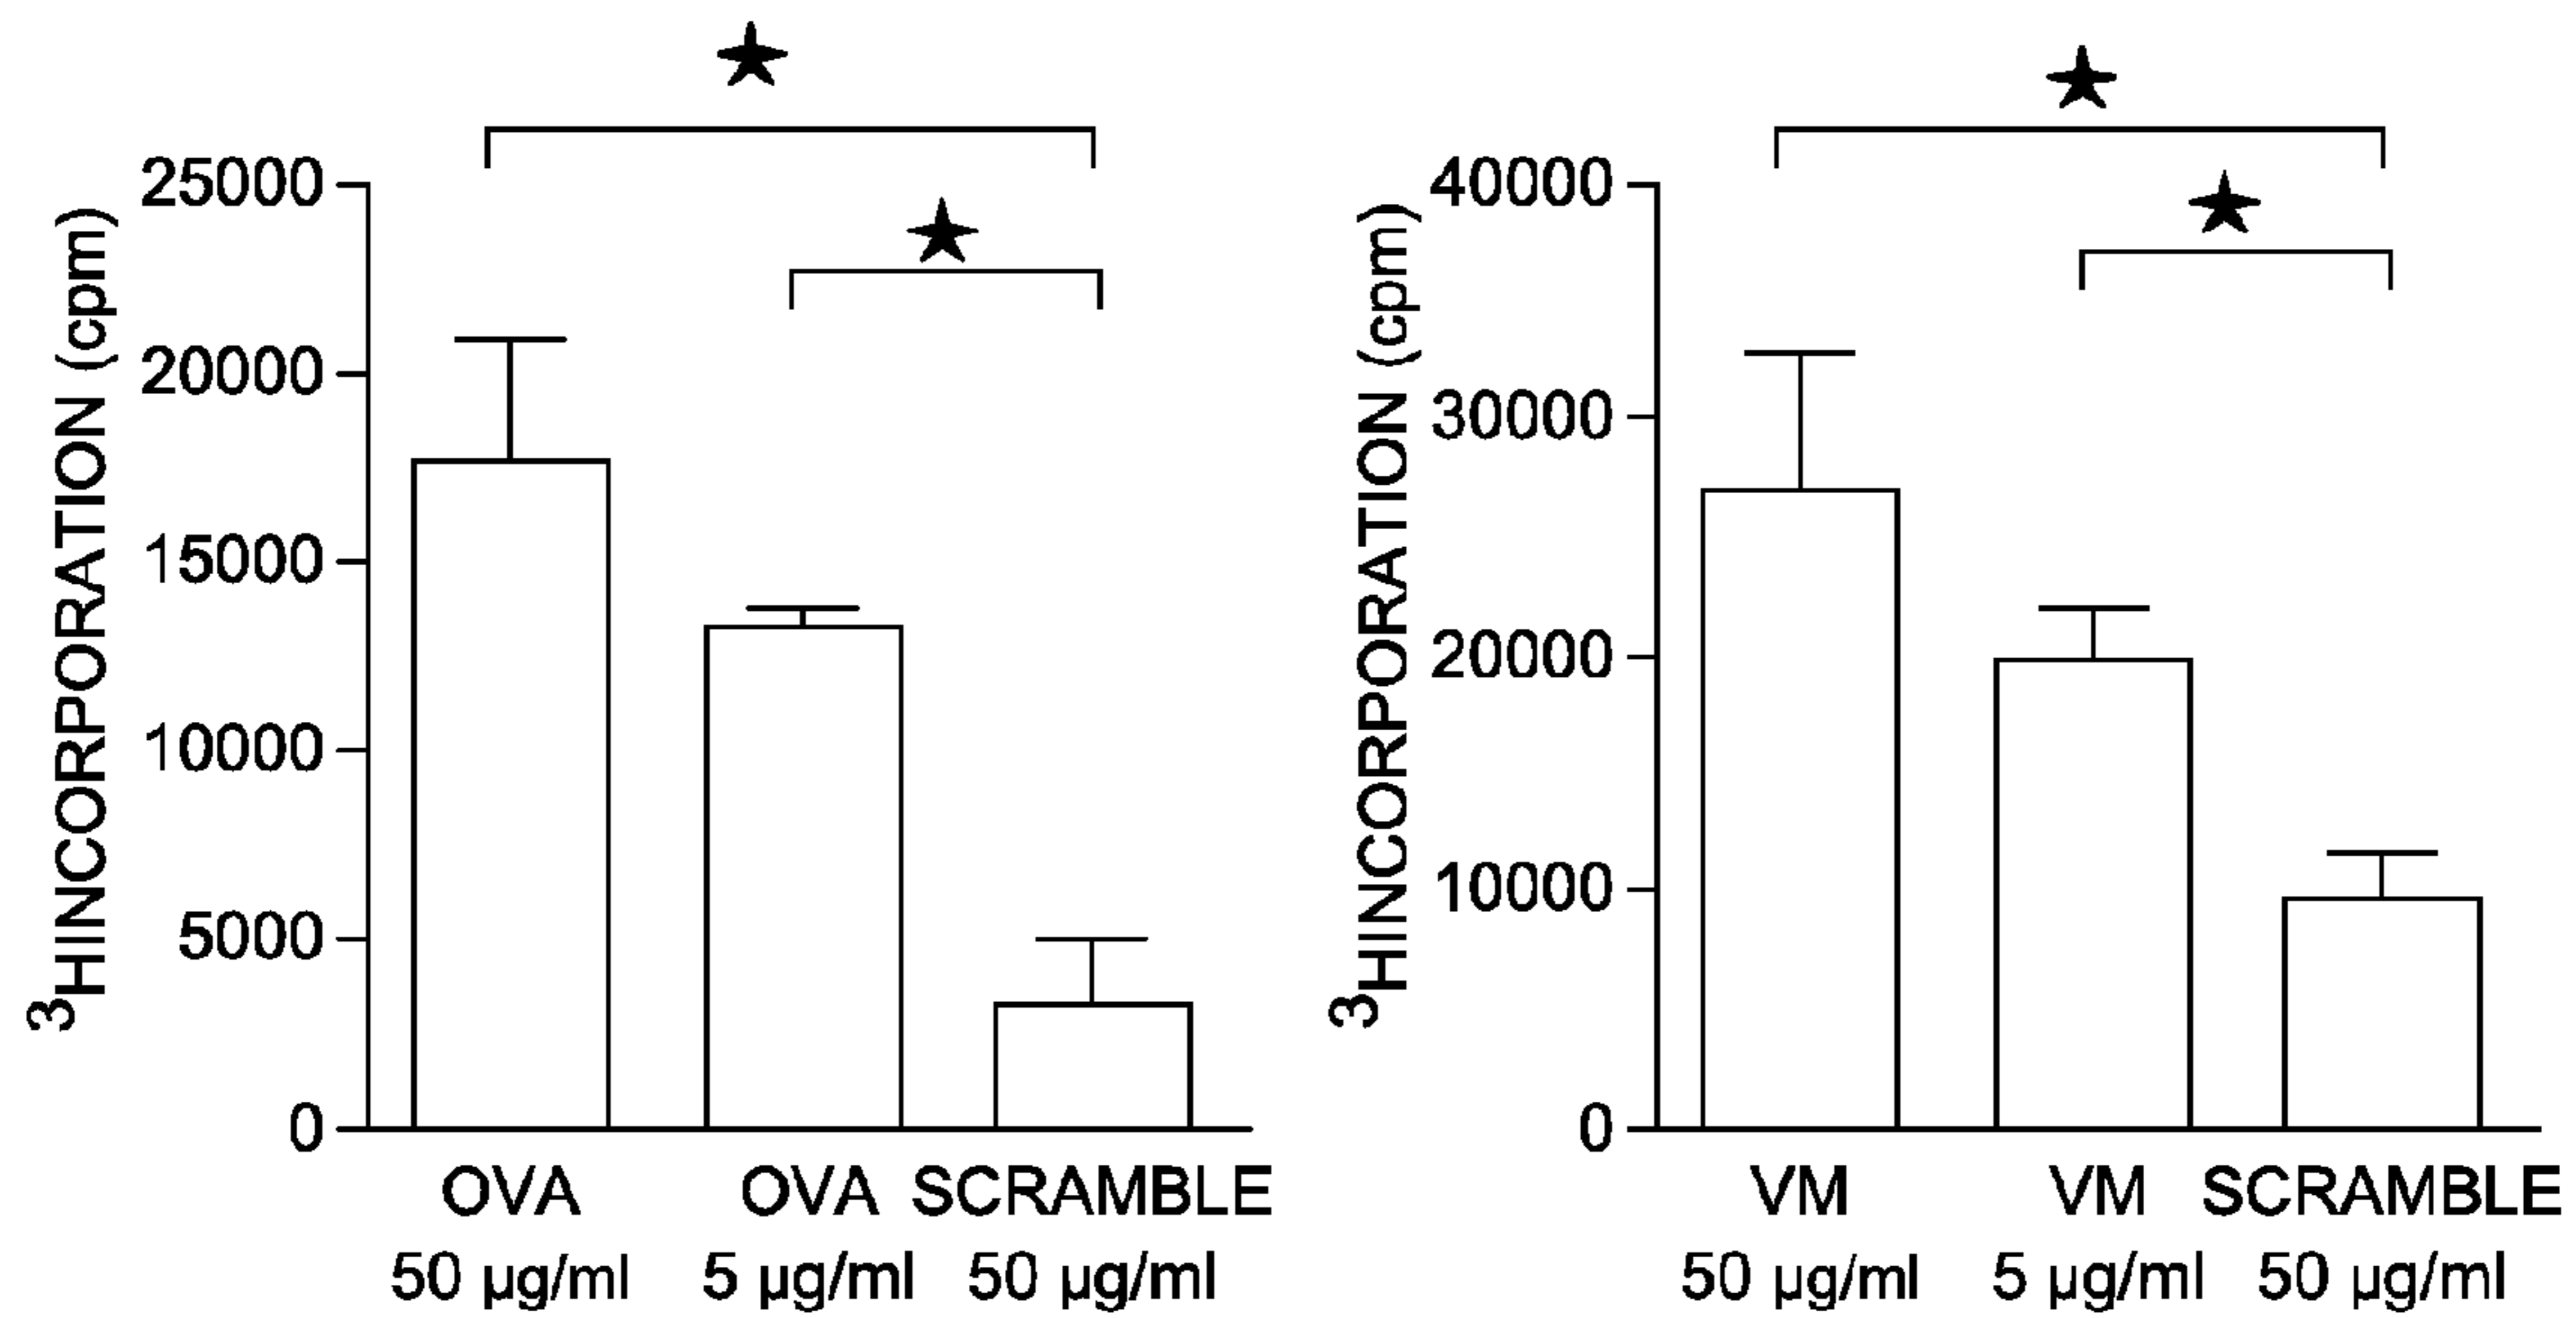 25000
20000
15000
10000
5000
0
3HINCORPORATION (cpm)
OVA OVA SCRAMBLE
50 µg/ml 5 µg/ml 50 µg/ml
40000
30000
20000
10000
0
3HINCORPORATION (cpm)
VM VM SCRAMBLE
50 µg/ml 5 µg/ml 50 µg/ml